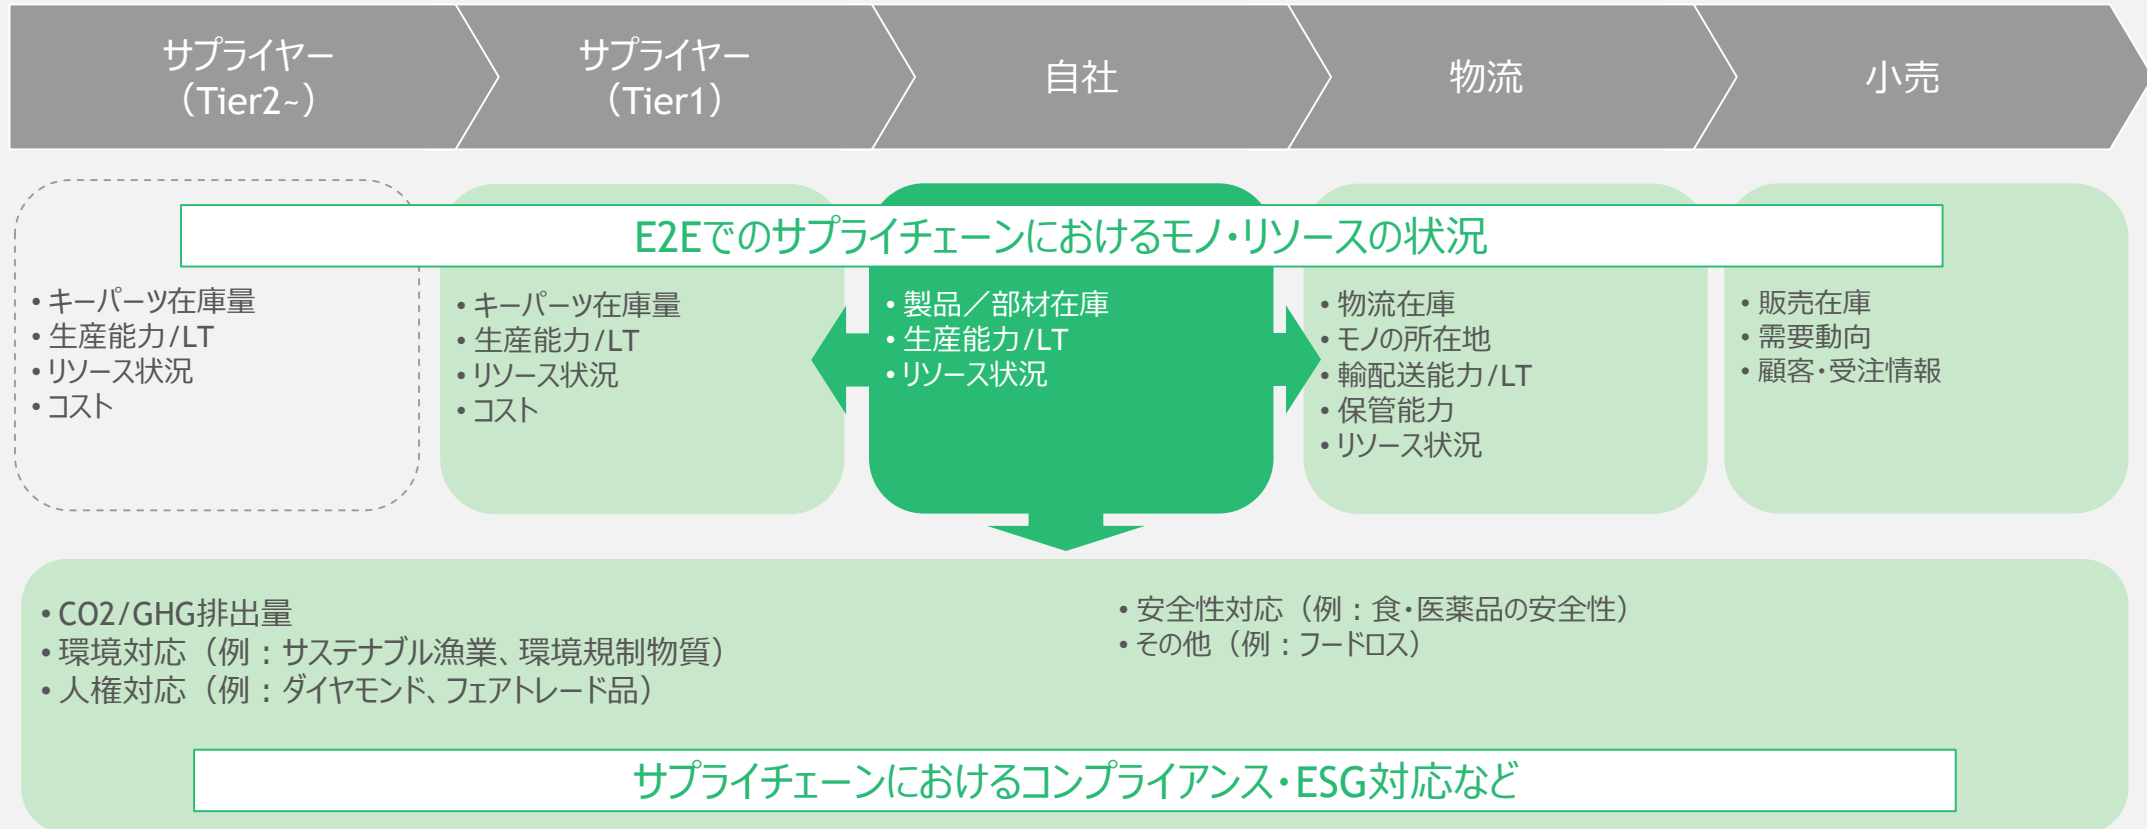 サプライヤー
（Tier2~）
サプライヤー
（Tier1）
自社
物流
小売
E2Eでのサプライチェーンにおけるモノ・リソースの状況
• キーパーツ在庫量
• 生産能力/LT
• リソース状況
• コスト
• キーパーツ在庫量
• 生産能力/LT
• リソース状況
• コスト
• 製品／部材在庫
• 生産能力/LT
• リソース状況
• 物流在庫
• モノの所在地
• 輸配送能力/LT
• 保管能力
• リソース状況
• 販売在庫
• 需要動向
• 顧客・受注情報
• CO2/GHG排出量
• 環境対応（例：サステナブル漁業、環境規制物質）
• 人権対応（例：ダイヤモンド、フェアトレード品）
• 安全性対応（例：食・医薬品の安全性）
• その他（例：フードロス）
サプライチェーンにおけるコンプライアンス・ESG対応など